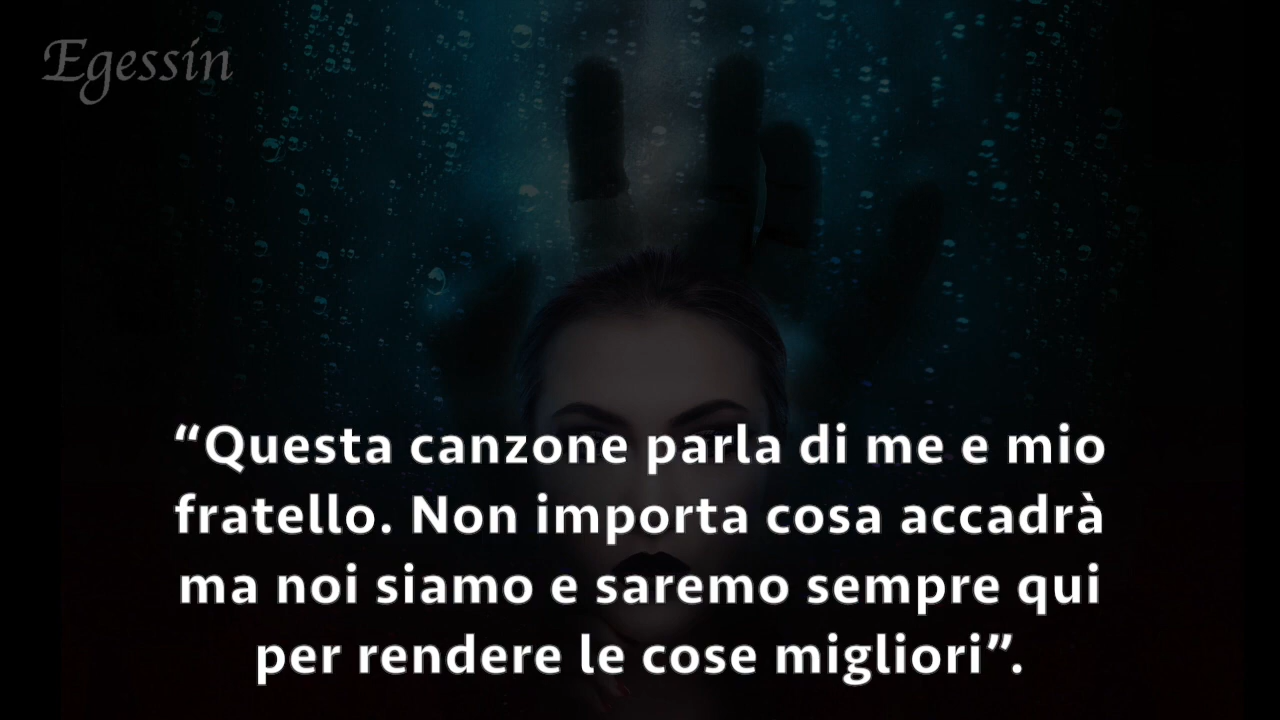 Egessin
“Questa canzone parla di me e mio
fratello. Non importa cosa accadrà
ma noi siamo e saremo sempre qui
per rendere le cose migliori”.